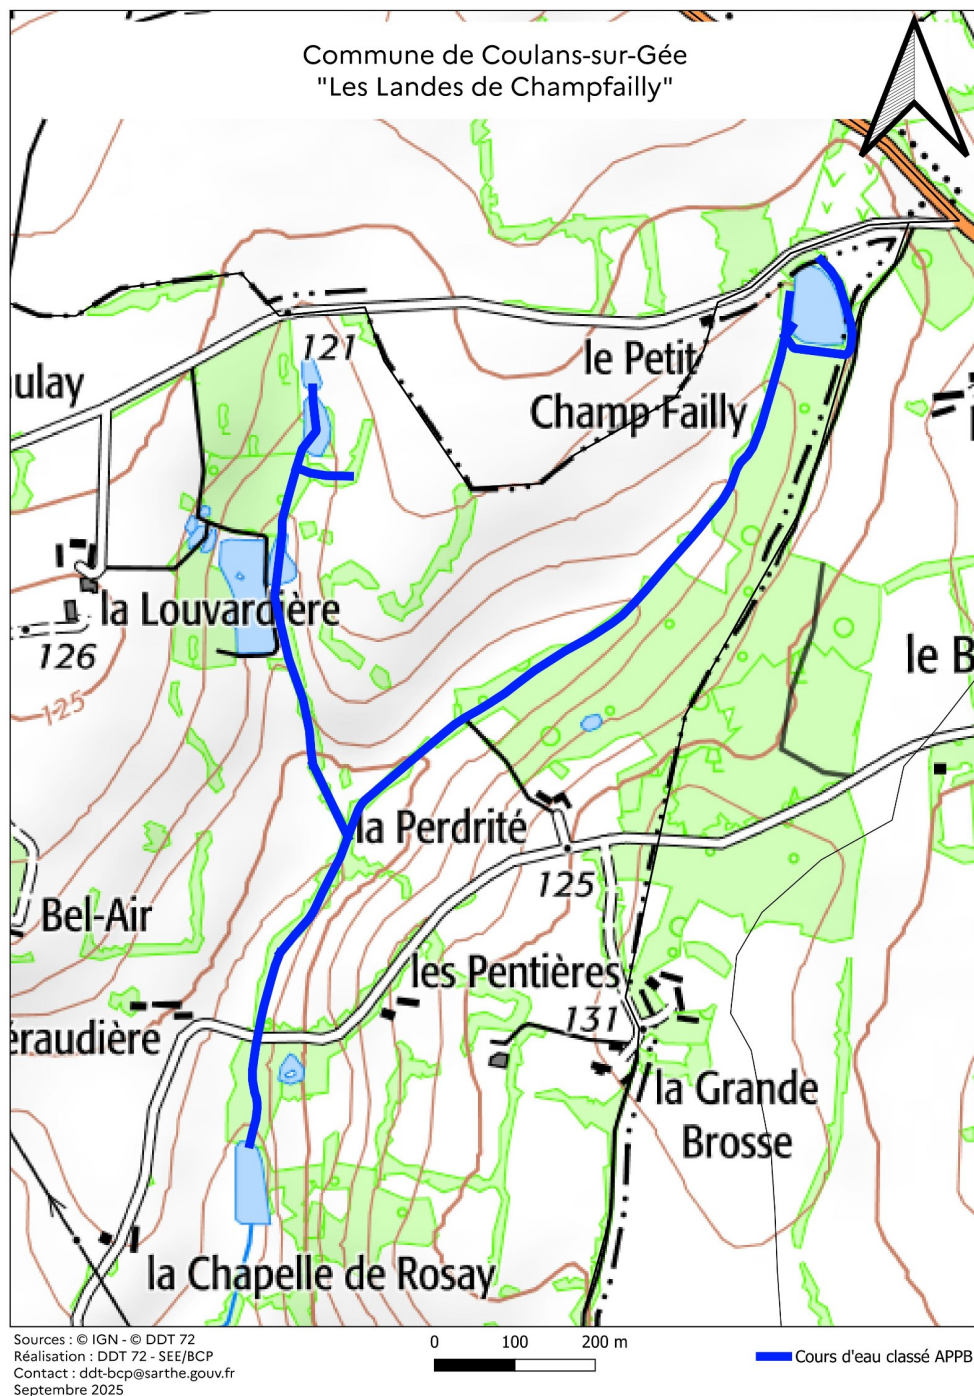 Commune de Coulans-sur-Gée
"Les Landes de Champfailly"
121
ulay
le Petit
Champ Failly
la Louvardière
126
le B
125
la Perdrité
125
Bel-Air
les Pentières
131
éraudière
la Grande
Brosse
la Chapelle de Rosay
Sources : © IGN - © DDT 72
Réalisation : DDT 72 - SEE/BCP
Contact : ddt-bcp@sarthe.gouv.fr
Septembre 2025
0 100 200 m
Cours d'eau classé APPB